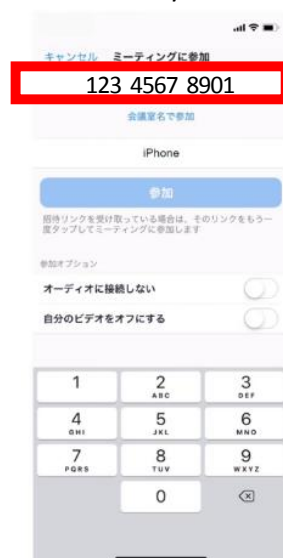 キャンセル ミーティングに参加
123 4567 8901
会議室名で参加
iPhone
参加
招待リンクを受け取っている場合は、そのリンクをもう一
度タップしてミーティングに参加します
参加オプション
オーディオに接続しない
自分のビデオをオフにする
1 2 3
ABC DEF
4 5 6
GHI JKL MNO
7 8 9
PQRS TUV WXYZ
0